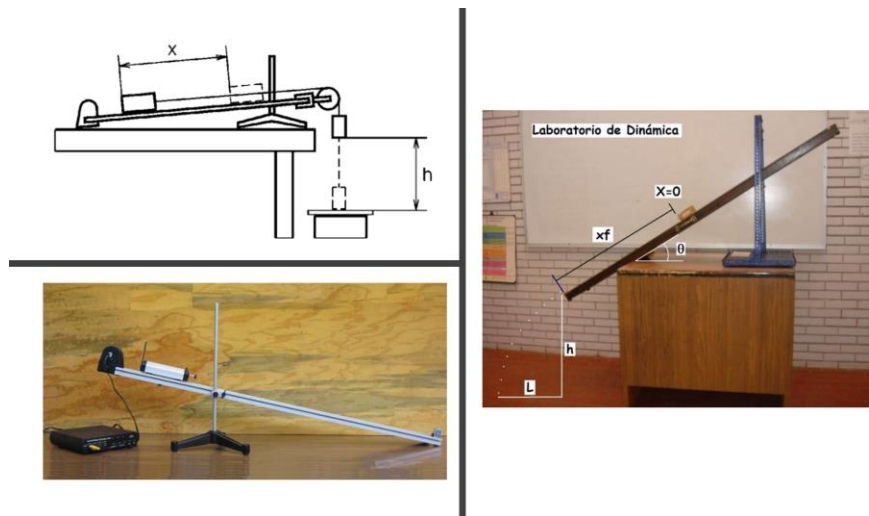 X
h
Laboratorio de Dinámica
X=0
xf
θ
h
L